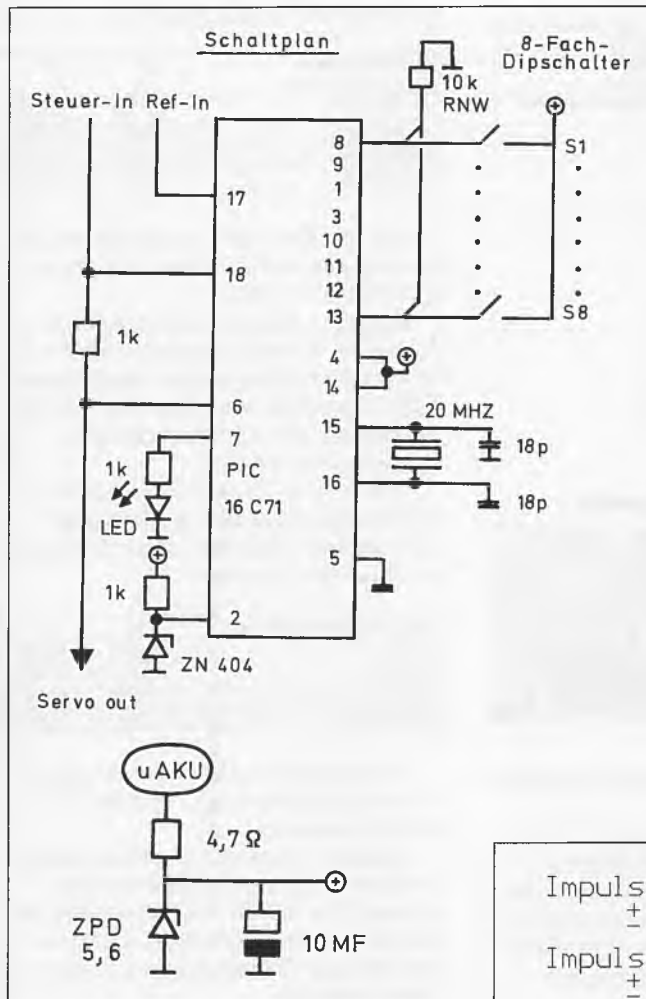 Schaltplan
8-Fach-
Dipschalter
Steuer-In Ref-In
10k
RNW
8
S1
9
17
1
3
10
18
11
12
13
S8
1k
4
14
6
20 MHZ
15
7
18p
1k
PIC
16 C71
16
18p
LED
5
1k
2
ZN 404
Servo out
u AKU
4,7 Ω
ZPD
5,6
10 MF
Impuls
+
-
Impuls
+
-